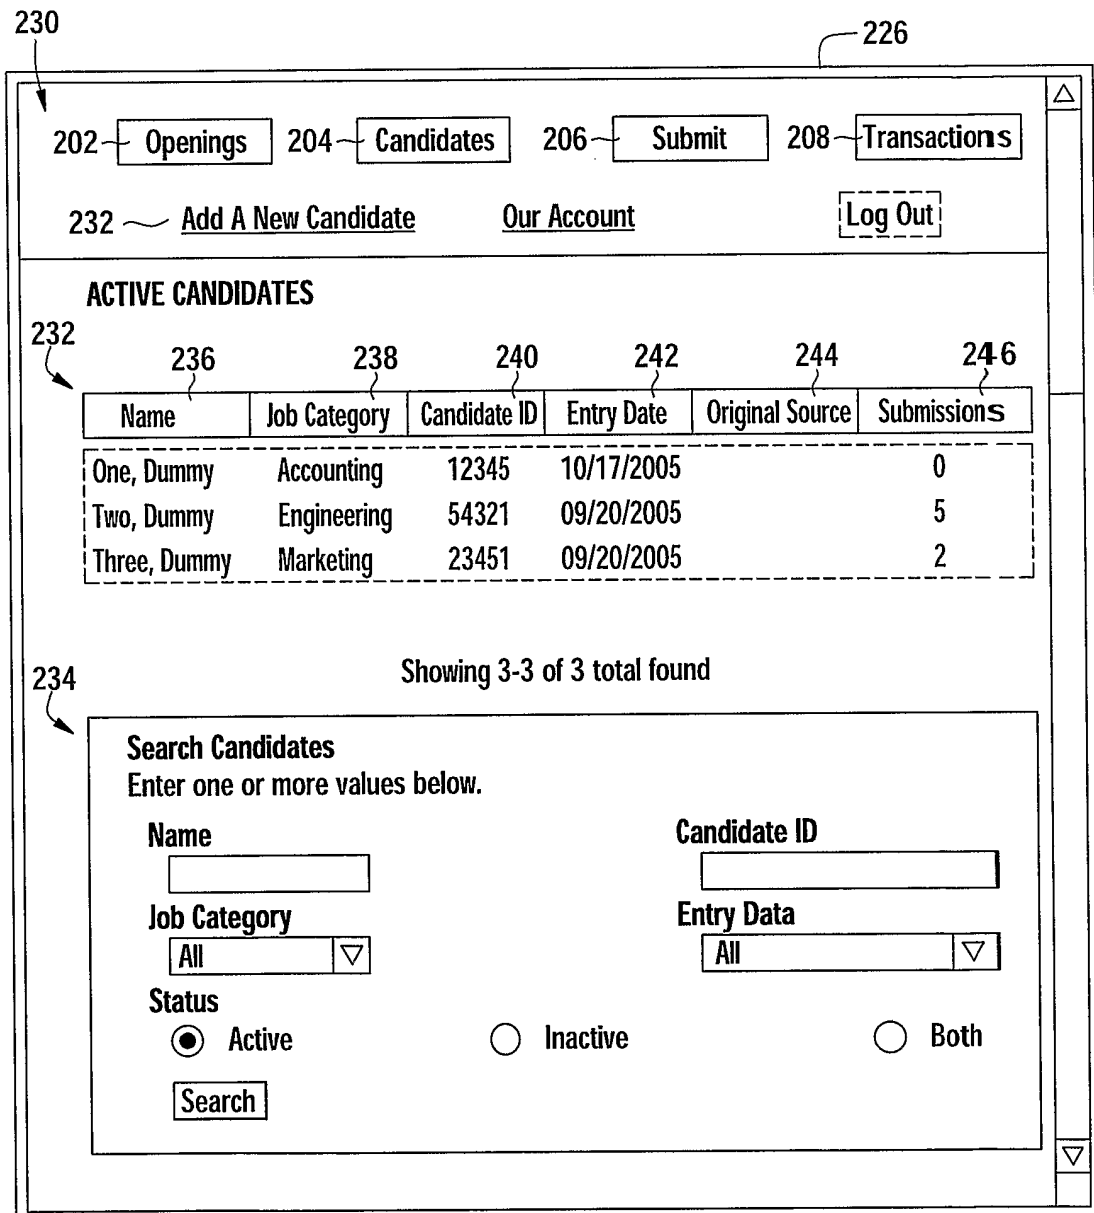 230
226
202 Openings 204 Candidates 206 Submit 208 Transactions
232 Add A New Candidate Our Account Log Out
ACTIVE CANDIDATES
232
236 238 240 242 244 246
Name Job Category Candidate ID Entry Date Original Source Submissions
One, Dummy Accounting 12345 10/17/2005 0
Two, Dummy Engineering 54321 09/20/2005 5
Three, Dummy Marketing 23451 09/20/2005 2
Showing 3-3 of 3 total found
234
Search Candidates
Enter one or more values below.
Name Candidate ID
Job Category Entry Data
All All
Status
Active Inactive Both
Search